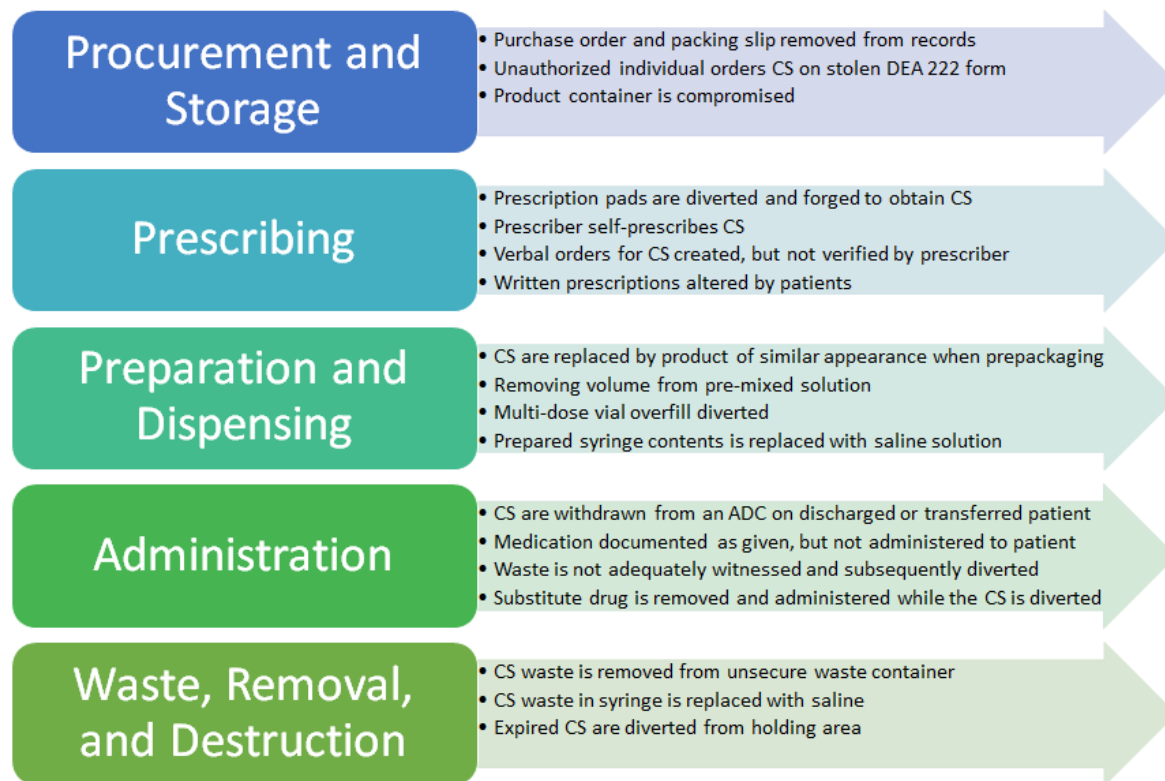 Procurement and
Storage
• Purchase order and packing slip removed from records
• Unauthorized individual orders CS on stolen DEA 222 form
• Product container is compromised
Prescribing
• Prescription pads are diverted and forged to obtain CS
• Prescriber self-prescribes CS
• Verbal orders for CS created, but not verified by prescriber
• Written prescriptions altered by patients
Preparation and
Dispensing
• CS are replaced by product of similar appearance when prepackaging
• Removing volume from pre-mixed solution
• Multi-dose vial overfill diverted
• Prepared syringe contents is replaced with saline solution
Administration
• CS are withdrawn from an ADC on discharged or transferred patient
• Medication documented as given, but not administered to patient
• Waste is not adequately witnessed and subsequently diverted
• Substitute drug is removed and administered while the CS is diverted
Waste, Removal,
and Destruction
• CS waste is removed from unsecure waste container
• CS waste in syringe is replaced with saline
• Expired CS are diverted from holding area